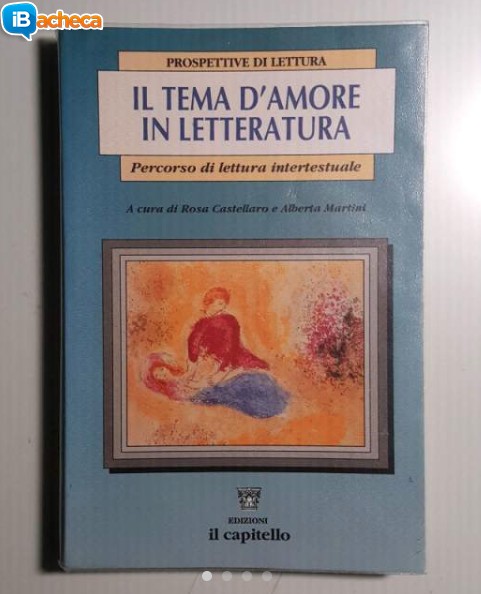 iBacheca
PROSPETTIVE DI LETTURA
IL TEMA D'AMORE
IN LETTERATURA
Percorso di lettura intertestuale
A cura di Rosa Castellaro e Alberta Martini
EDIZIONI
il capitello